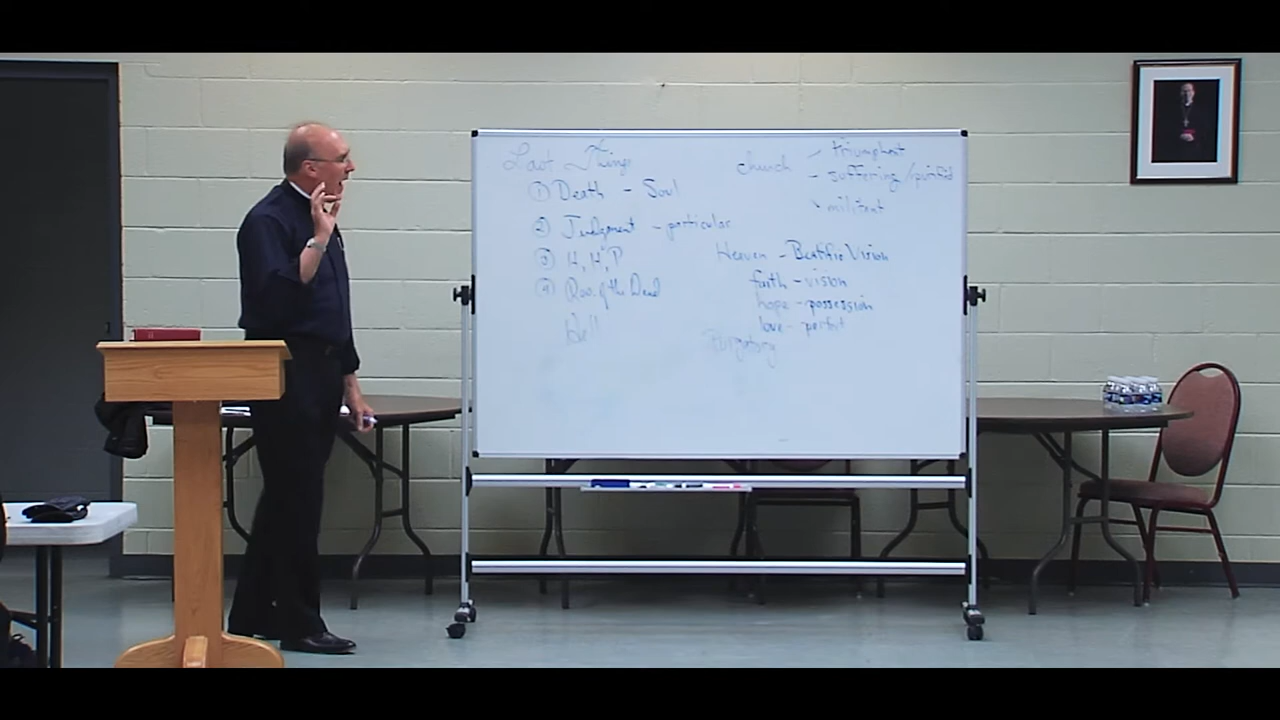 Last Things
① Death - Soul
② Judgment - particular
③ H, H, P
④ Res. of the Dead
Hell
Church - triumphant
- suffering / purified
- militant
Heaven - Beatific Vision
faith - vision
hope - possession
love - perfect
Purgatory